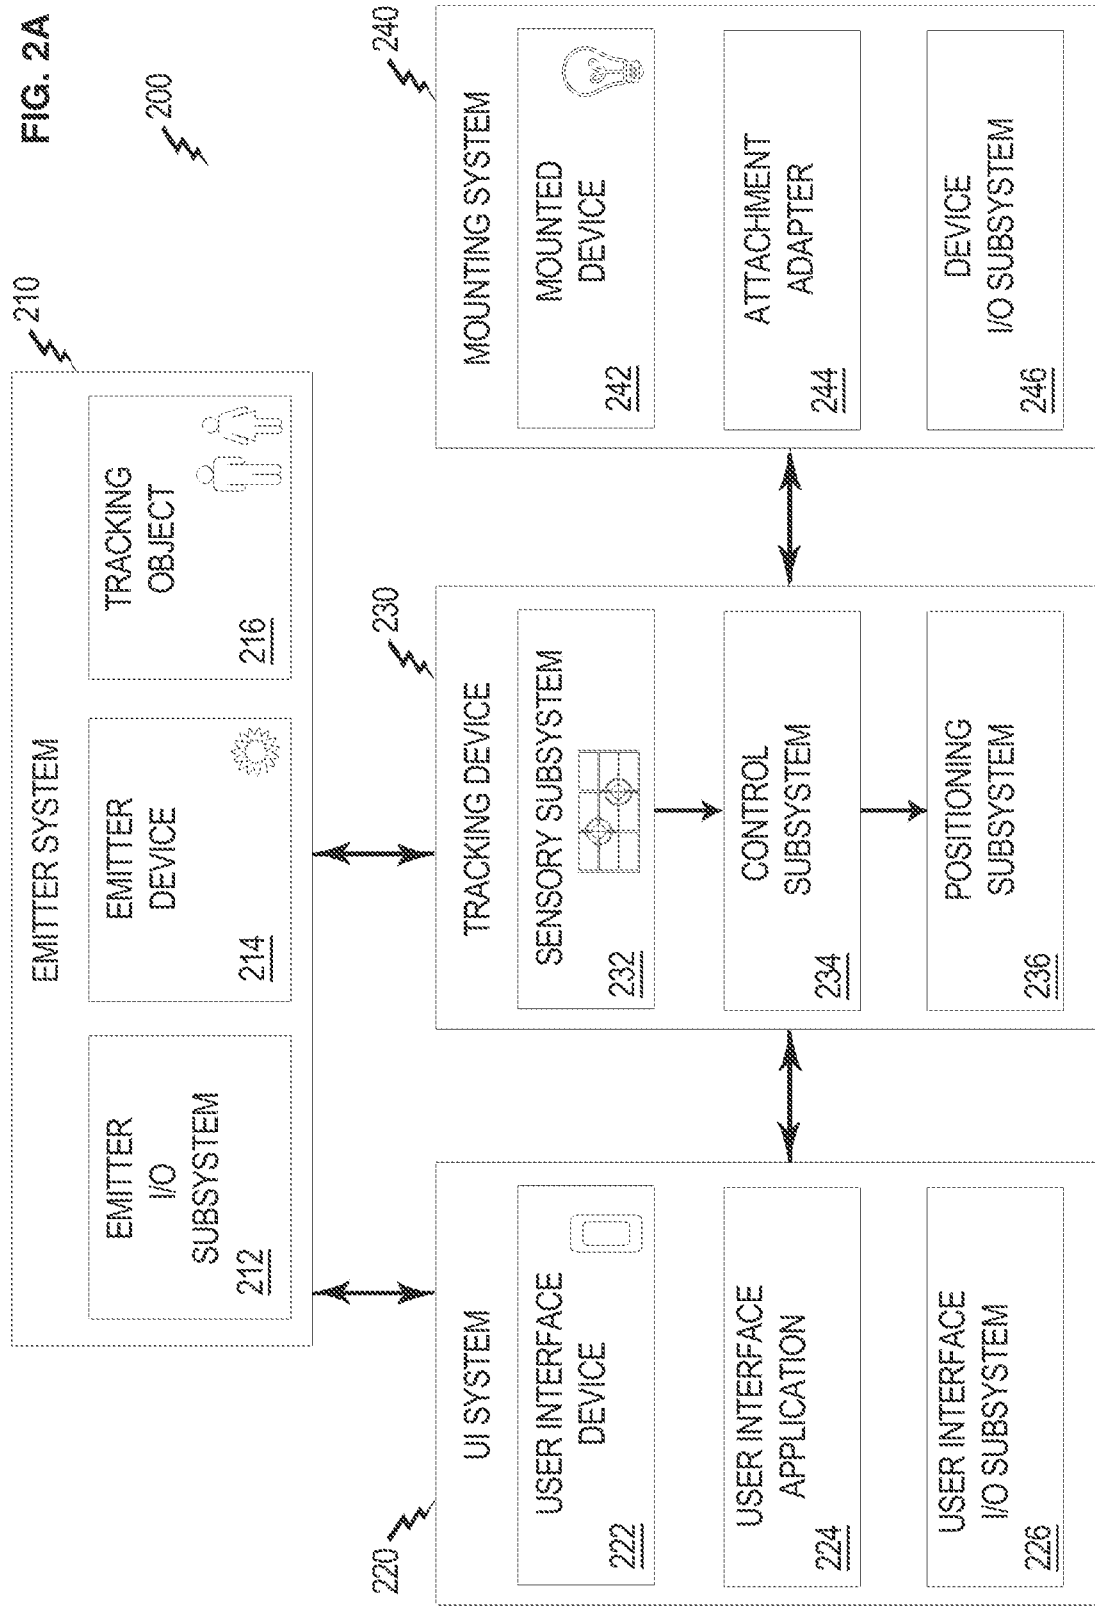 FIG. 2A
200
210
EMITTER SYSTEM
EMITTER
I/O
SUBSYSTEM
212
EMITTER
DEVICE
214
TRACKING
OBJECT
216
220
UI SYSTEM
USER INTERFACE
DEVICE
222
USER INTERFACE
APPLICATION
224
USER INTERFACE
I/O SUBSYSTEM
226
230
TRACKING DEVICE
SENSORY SUBSYSTEM
232
CONTROL
SUBSYSTEM
234
POSITIONING
SUBSYSTEM
236
240
MOUNTING SYSTEM
MOUNTED
DEVICE
242
ATTACHMENT
ADAPTER
244
DEVICE
I/O SUBSYSTEM
246